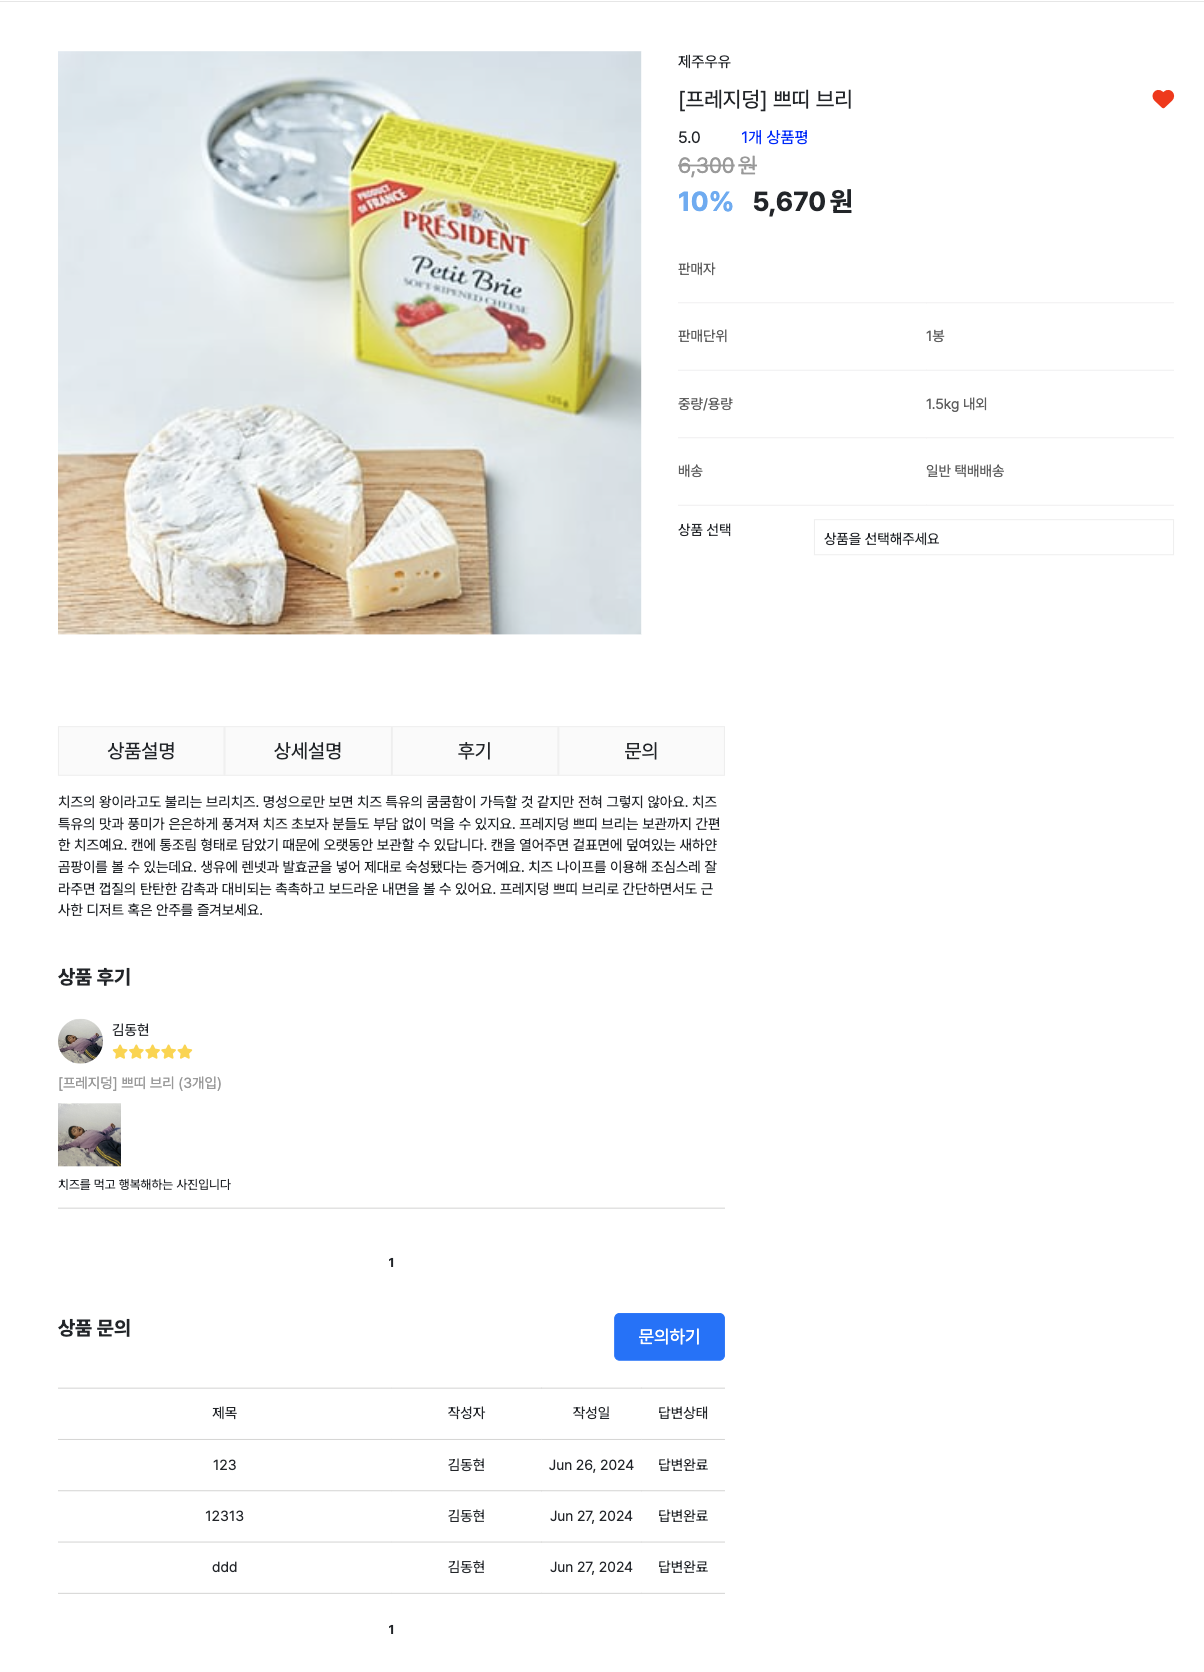 제주우유
[프레지덩] 쁘띠 브리
5.0 1개 상품평
6,300 원
10% 5,670 원
PRODUCT OF FRANCE
PRÉSIDENT
Petit Brie
SOFT-RIPENED CHEESE
125g
판매자
판매단위 1봉
중량/용량 1.5kg 내외
배송 일반 택배배송
상품 선택 상품을 선택해주세요
상품설명 상세설명 후기 문의
치즈의 왕이라고도 불리는 브리치즈. 명성으로만 보면 치즈 특유의 쿰쿰함이 가득할 것 같지만 전혀 그렇지 않아요. 치즈
특유의 맛과 풍미가 은은하게 풍겨져 치즈 초보자 분들도 부담 없이 먹을 수 있지요. 프레지덩 쁘띠 브리는 보관까지 간편
한 치즈예요. 캔에 통조림 형태로 담았기 때문에 오랫동안 보관할 수 있답니다. 캔을 열어주면 겉표면에 덮여있는 새하얀
곰팡이를 볼 수 있는데요. 생유에 렌넷과 발효균을 넣어 제대로 숙성됐다는 증거예요. 치즈 나이프를 이용해 조심스레 잘
라주면 껍질의 탄탄한 감촉과 대비되는 촉촉하고 보드라운 내면을 볼 수 있어요. 프레지덩 쁘띠 브리로 간단하면서도 근
사한 디저트 혹은 안주를 즐겨보세요.
상품 후기
김동현
[프레지덩] 쁘띠 브리 (3개입)
치즈를 먹고 행복해하는 사진입니다
1
상품 문의 문의하기
제목 작성자 작성일 답변상태
123 김동현 Jun 26, 2024 답변완료
12313 김동현 Jun 27, 2024 답변완료
ddd 김동현 Jun 27, 2024 답변완료
1